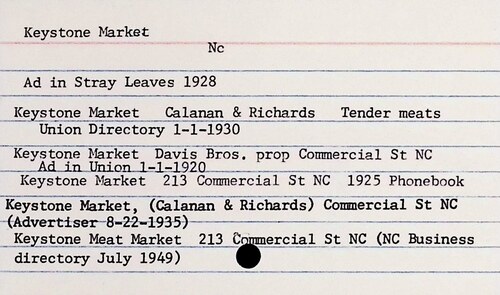 Keystone Market
Nc
Ad in Stray Leaves 1928
Keystone Market Calanan & Richards Tender meats
Union Directory 1-1-1930
Keystone Market Davis Bros. prop Commercial St NC
Ad in Union 1-1-1920
Keystone Market 213 Commercial St NC 1925 Phonebook
Keystone Market, (Calanan & Richards) Commercial St NC
(Advertiser 8-22-1935)
Keystone Meat Market 213 Commercial St NC (NC Business
directory July 1949)